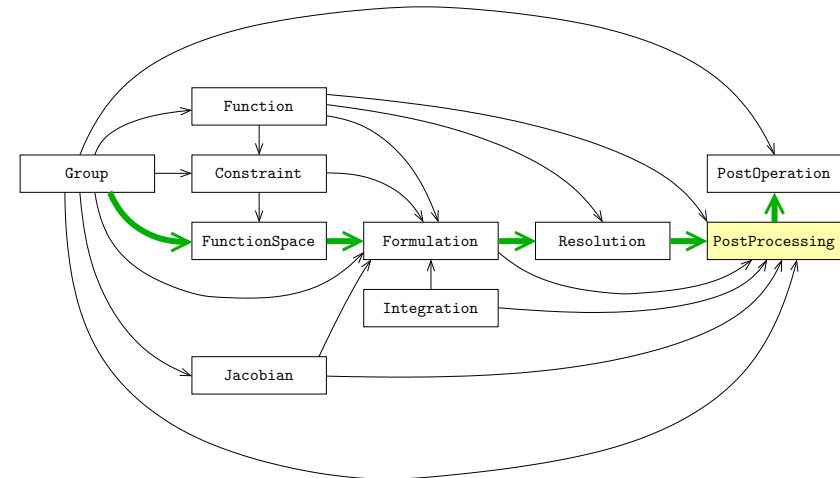 Function
Group
Constraint
PostOperation
FunctionSpace
Formulation
Resolution
PostProcessing
Integration
Jacobian